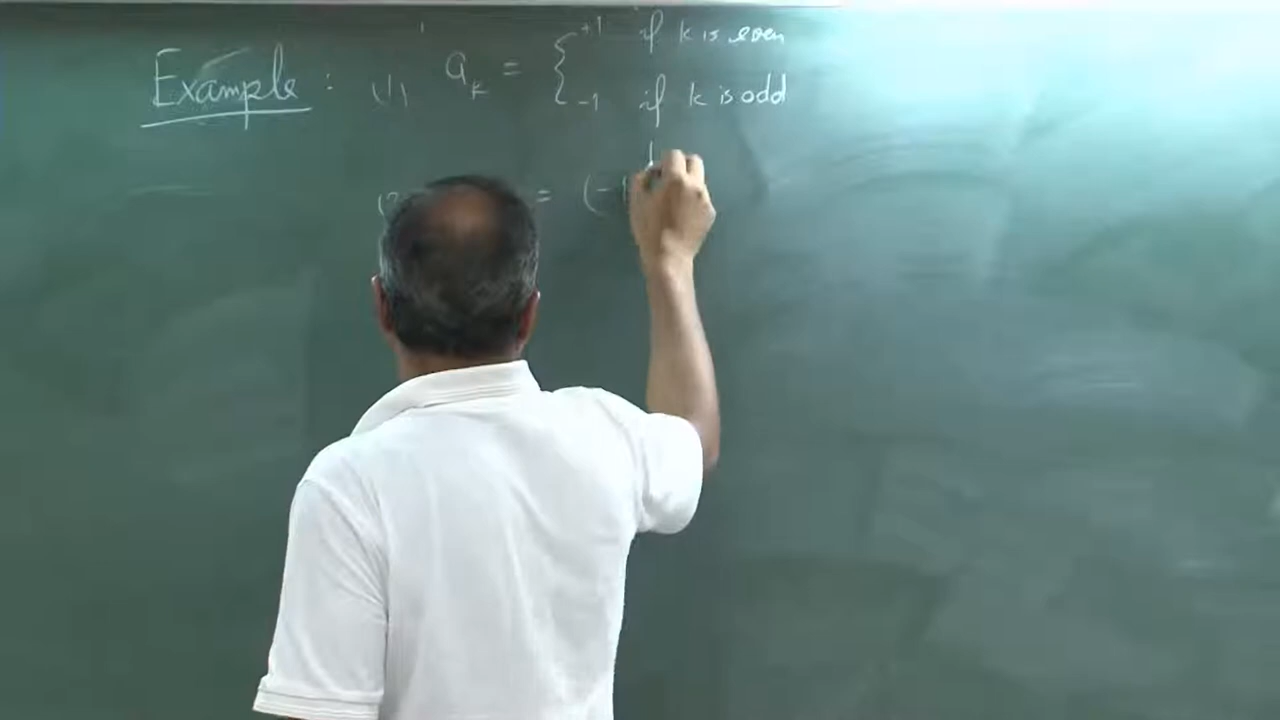 Example : (1) a_k = { +1 if k is even
-1 if k is odd
(2 = (-1